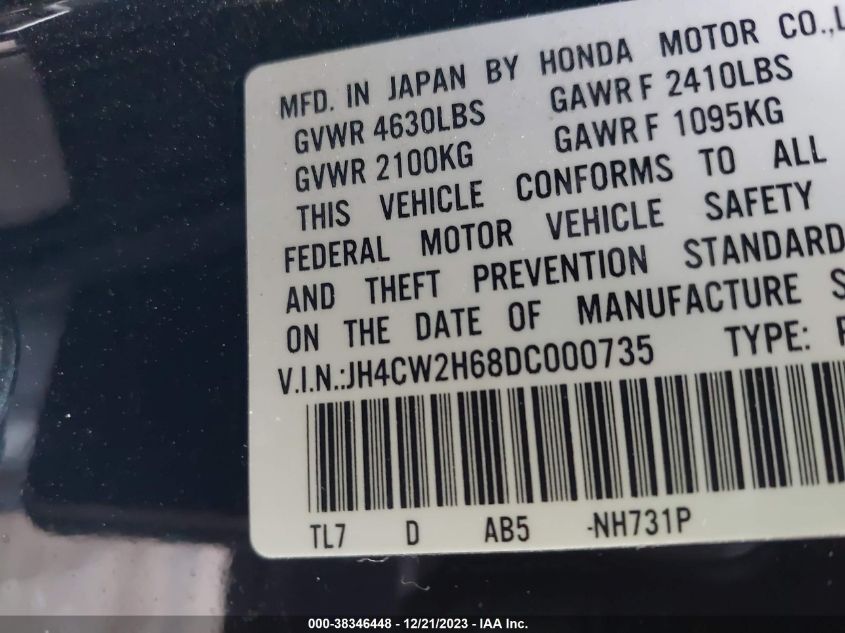 MFD. IN JAPAN BY HONDA MOTOR CO.,L
GVWR 4630LBS GAWR F 2410LBS
GVWR 2100KG GAWR F 1095KG
THIS VEHICLE CONFORMS TO ALL
FEDERAL MOTOR VEHICLE SAFETY
AND THEFT PREVENTION STANDARD
ON THE DATE OF MANUFACTURE S
V.I.N.:JH4CW2H68DC000735 TYPE: P
TL7 D AB5 -NH731P
000-38346448 - 12/21/2023 - IAA Inc.